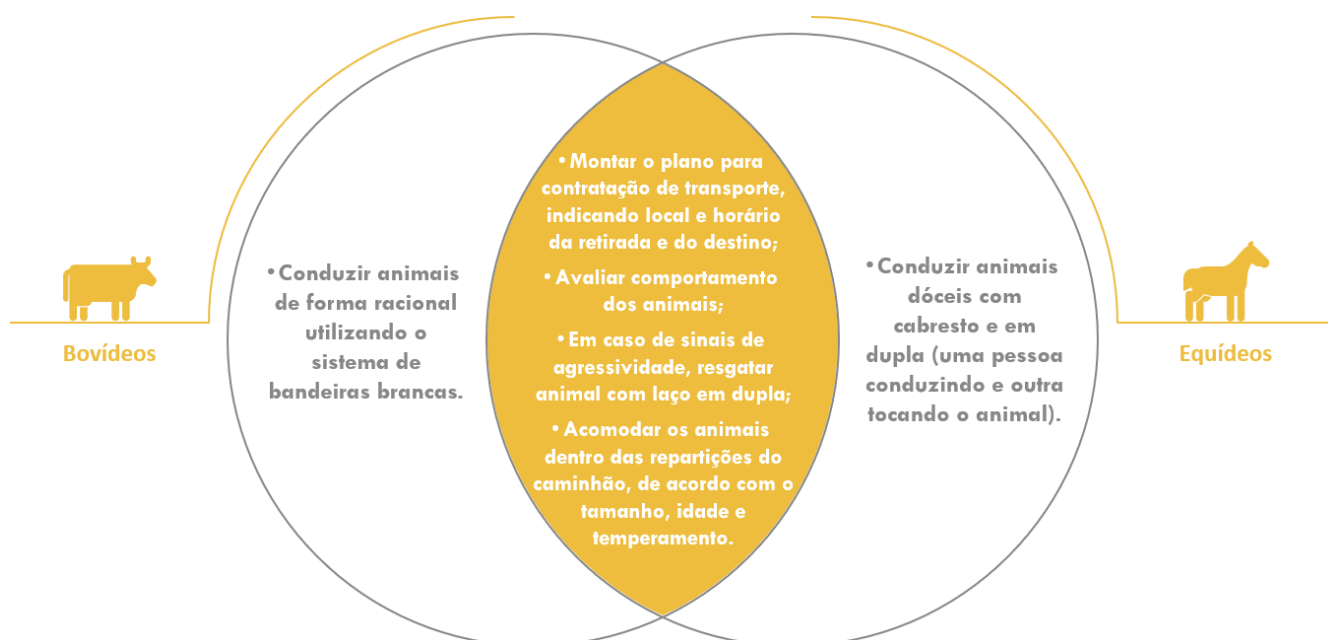 Bovídeos
•Conduzir animais
de forma racional
utilizando o
sistema de
bandeiras brancas.
•Montar o plano para
contratação de transporte,
indicando local e horário
da retirada e do destino;
•Avaliar comportamento
dos animais;
•Em caso de sinais de
agressividade, resgatar
animal com laço em dupla;
•Acomodar os animais
dentro das repartições do
caminhão, de acordo com o
tamanho, idade e
temperamento.
•Conduzir animais
dóceis com
cabresto e em
dupla (uma pessoa
conduzindo e outra
tocando o animal).
Equídeos